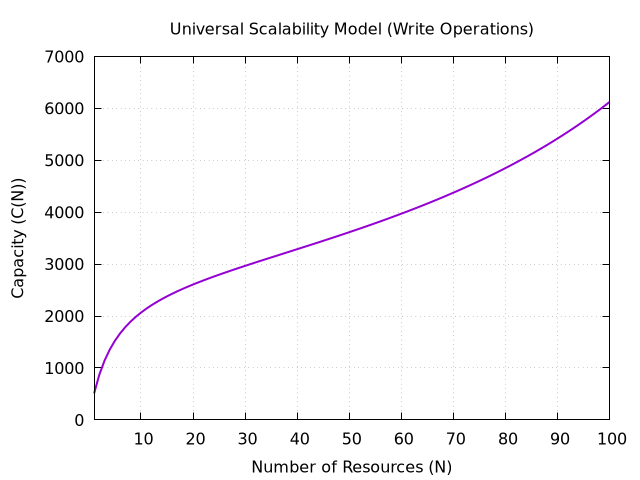 Universal Scalability Model (Write Operations)
7000
6000
5000
4000
3000
2000
1000
0
Capacity (C(N))
10 20 30 40 50 60 70 80 90 100
Number of Resources (N)